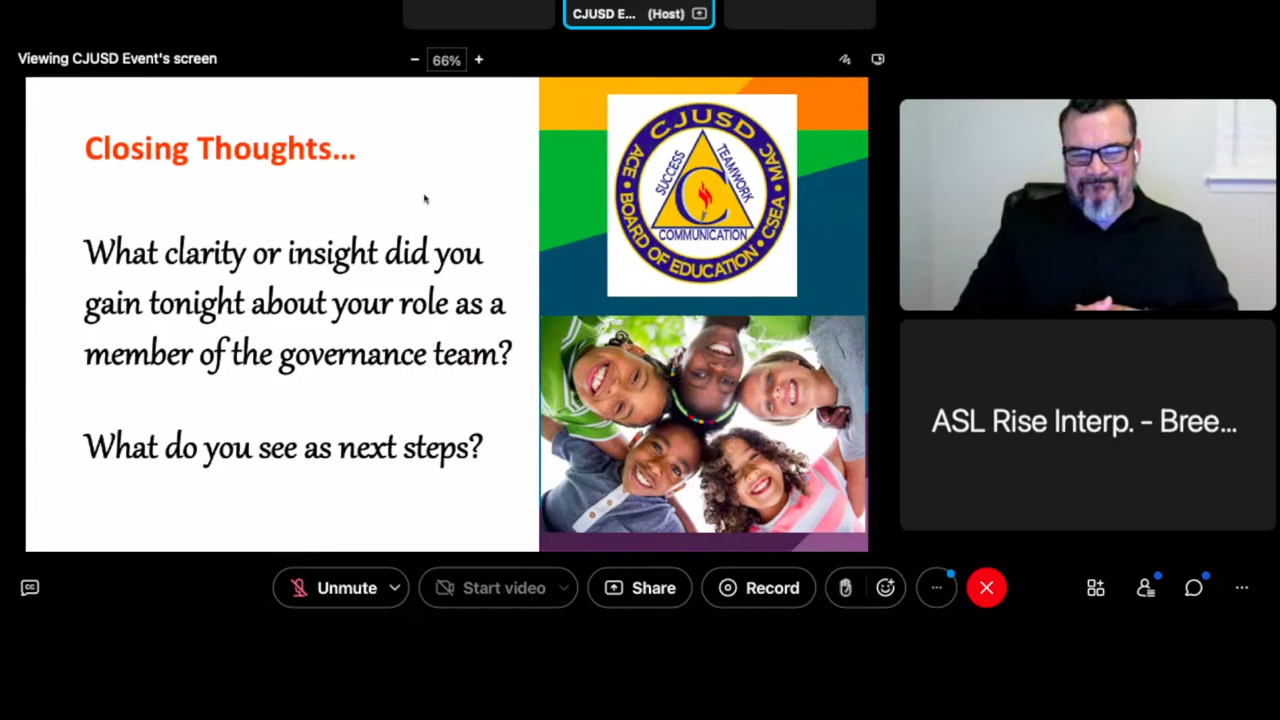 CJUSD E... (Host)
Viewing CJUSD Event's screen
66%
Closing Thoughts...
What clarity or insight did you
gain tonight about your role as a
member of the governance team?
What do you see as next steps?
CJUSD
ACE • BOARD OF EDUCATION • CSEA • MAC
SUCCESS
TEAMWORK
C
COMMUNICATION
ASL Rise Interp. - Bree...
CC
Unmute
Start video
Share
Record